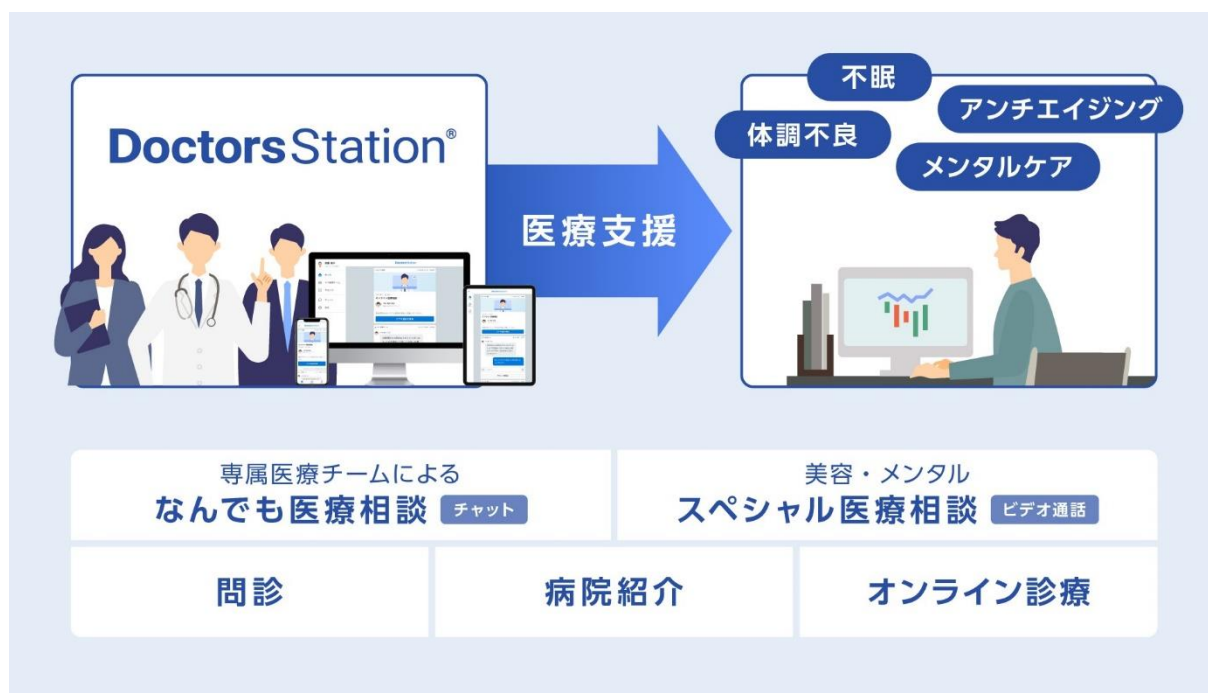 DoctorsStation®
医療支援
不眠
アンチエイジング
体調不良
メンタルケア
専属医療チームによる
なんでも医療相談 チャット
美容・メンタル
スペシャル医療相談 ビデオ通話
問診
病院紹介
オンライン診療